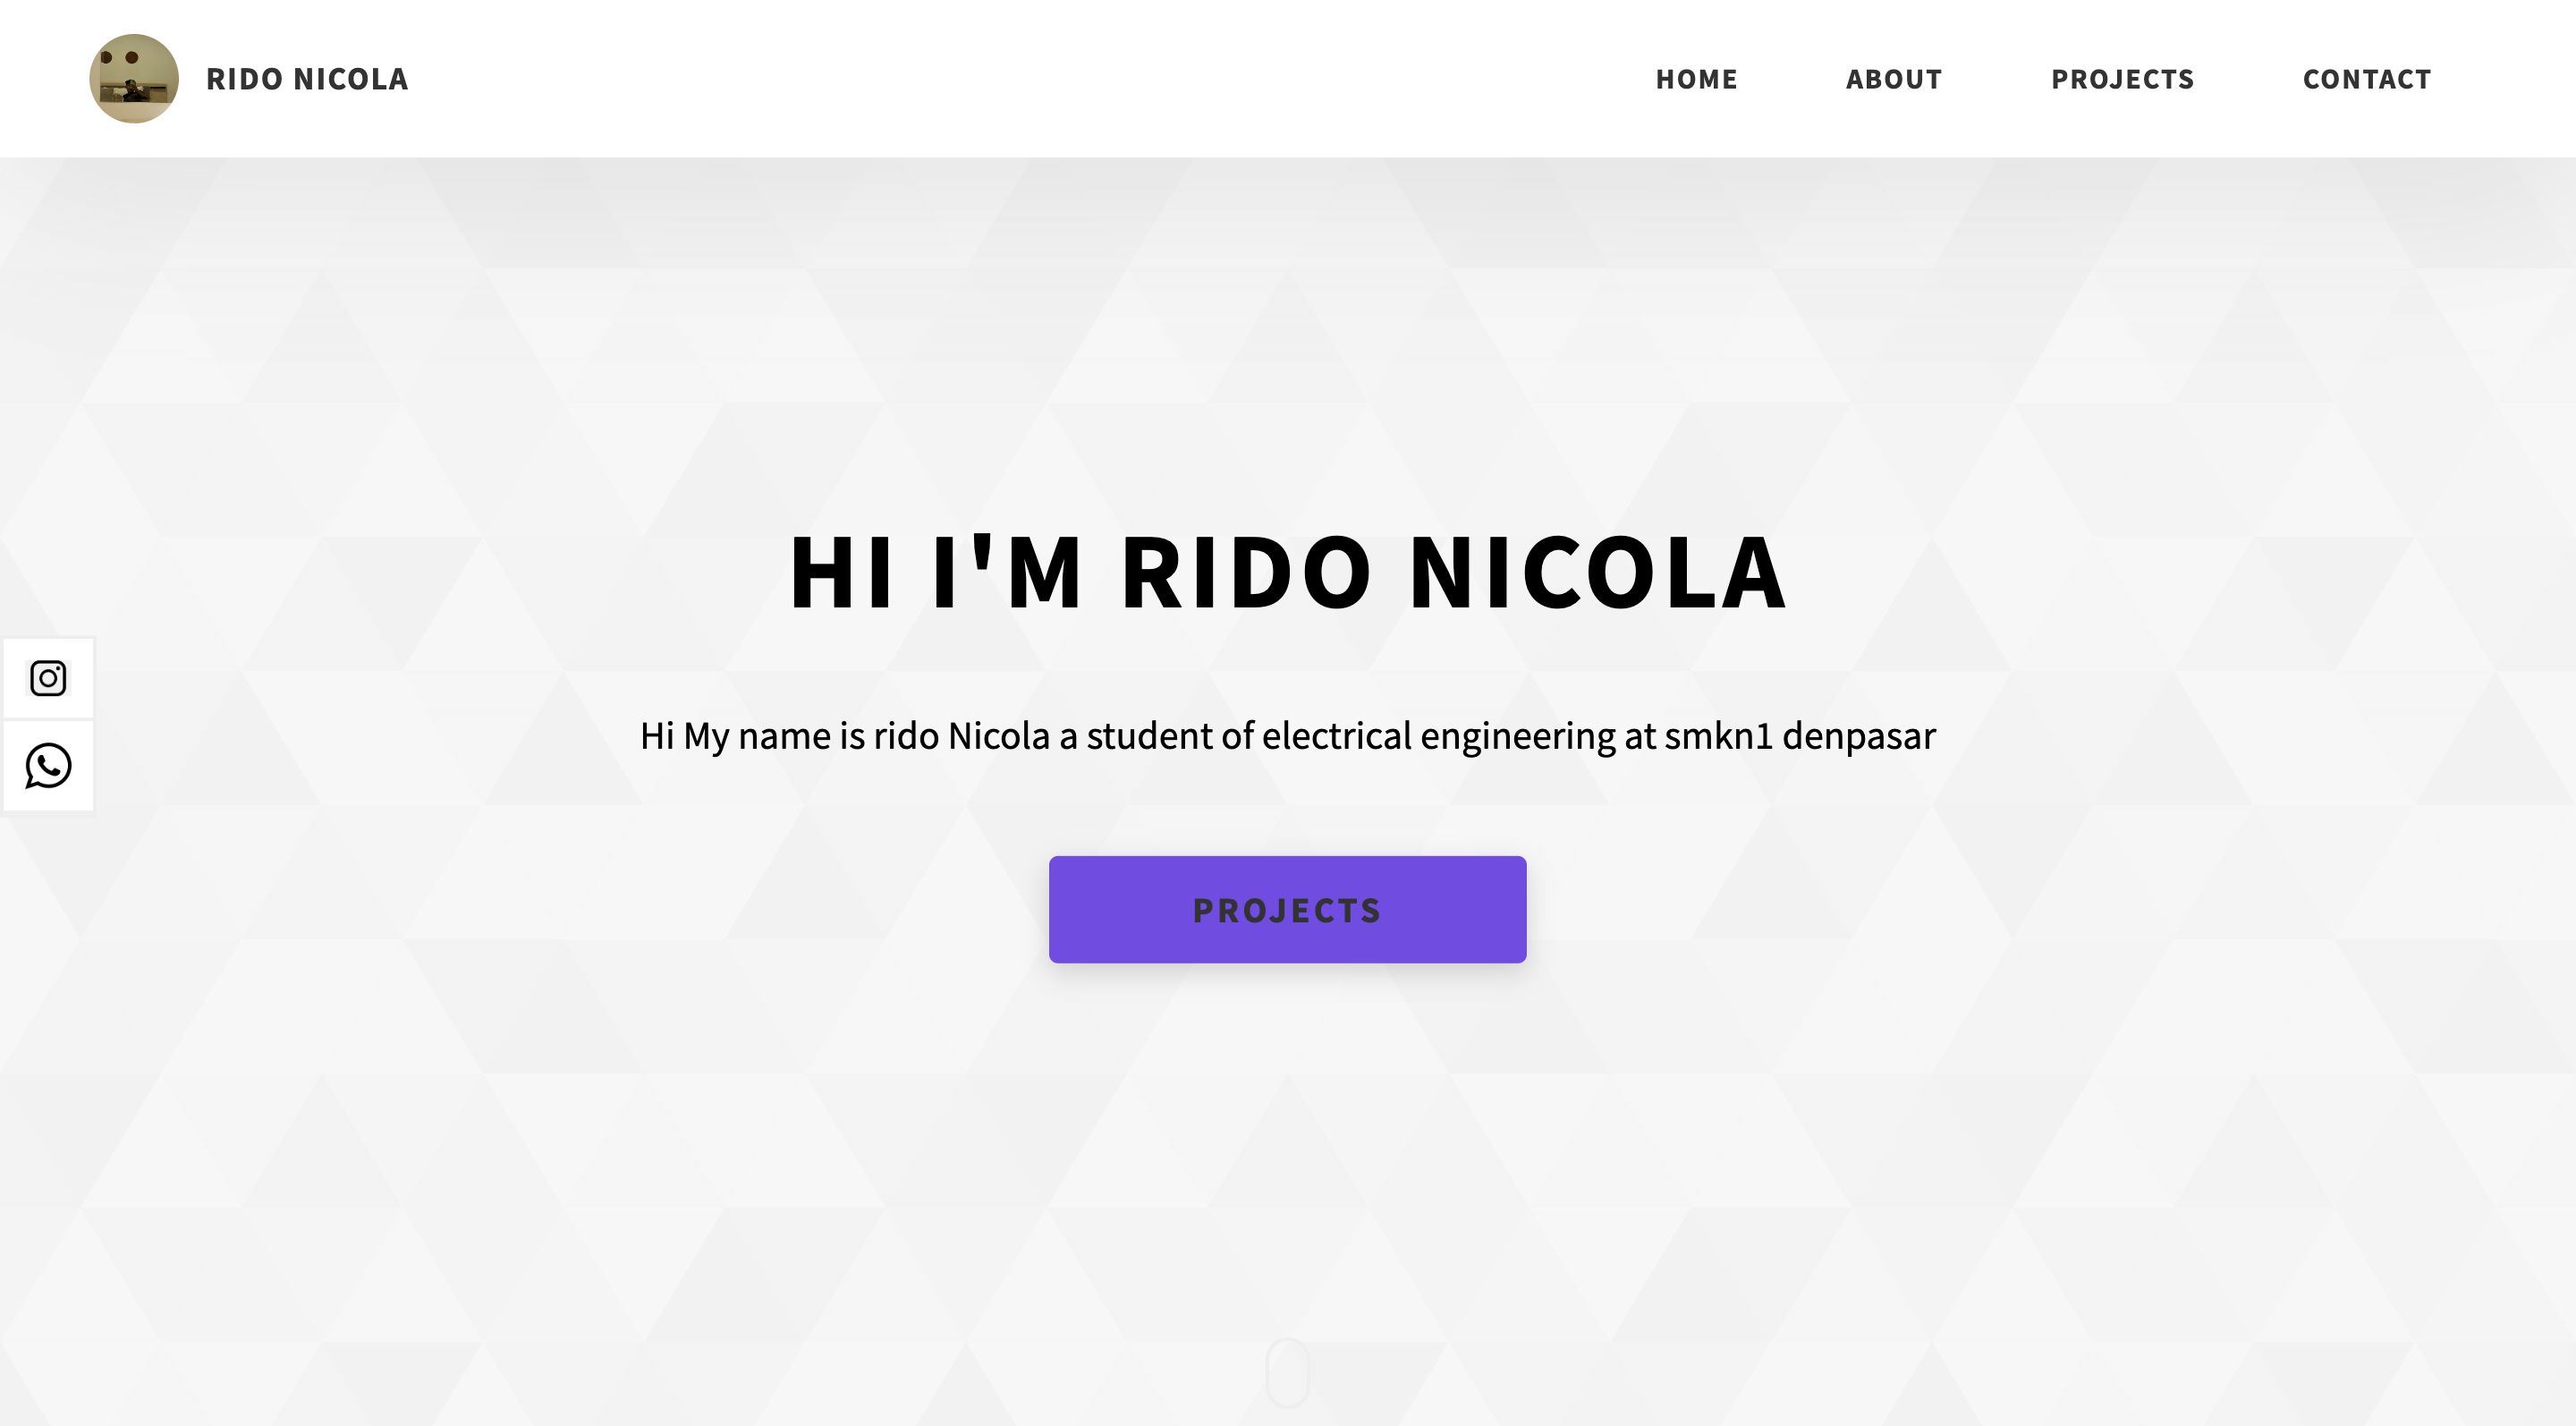 RIDO NICOLA
HOME ABOUT PROJECTS CONTACT
HI I'M RIDO NICOLA
Hi My name is rido Nicola a student of electrical engineering at smkn1 denpasar
PROJECTS